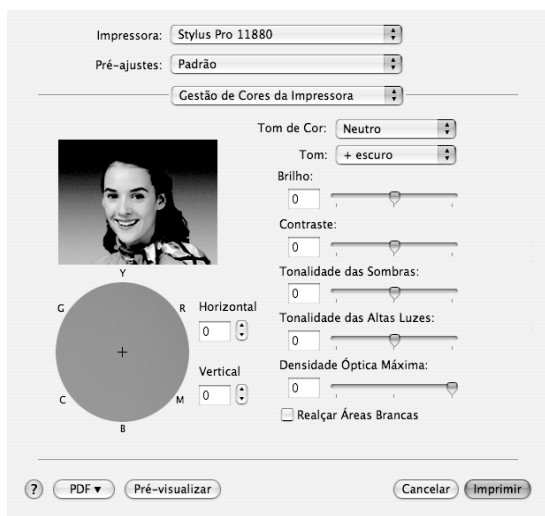 Impressora: Stylus Pro 11880
Pré-ajustes: Padrão
Gestão de Cores da Impressora
Tom de Cor: Neutro
Tom: + escuro
Brilho:
0
Contraste:
0
Tonalidade das Sombras:
0
Tonalidade das Altas Luzes:
0
Densidade Óptica Máxima:
0
Realçar Áreas Brancas
Y
G R
C M
B
Horizontal
0
Vertical
0
? PDF▼ Pré-visualizar Cancelar Imprimir